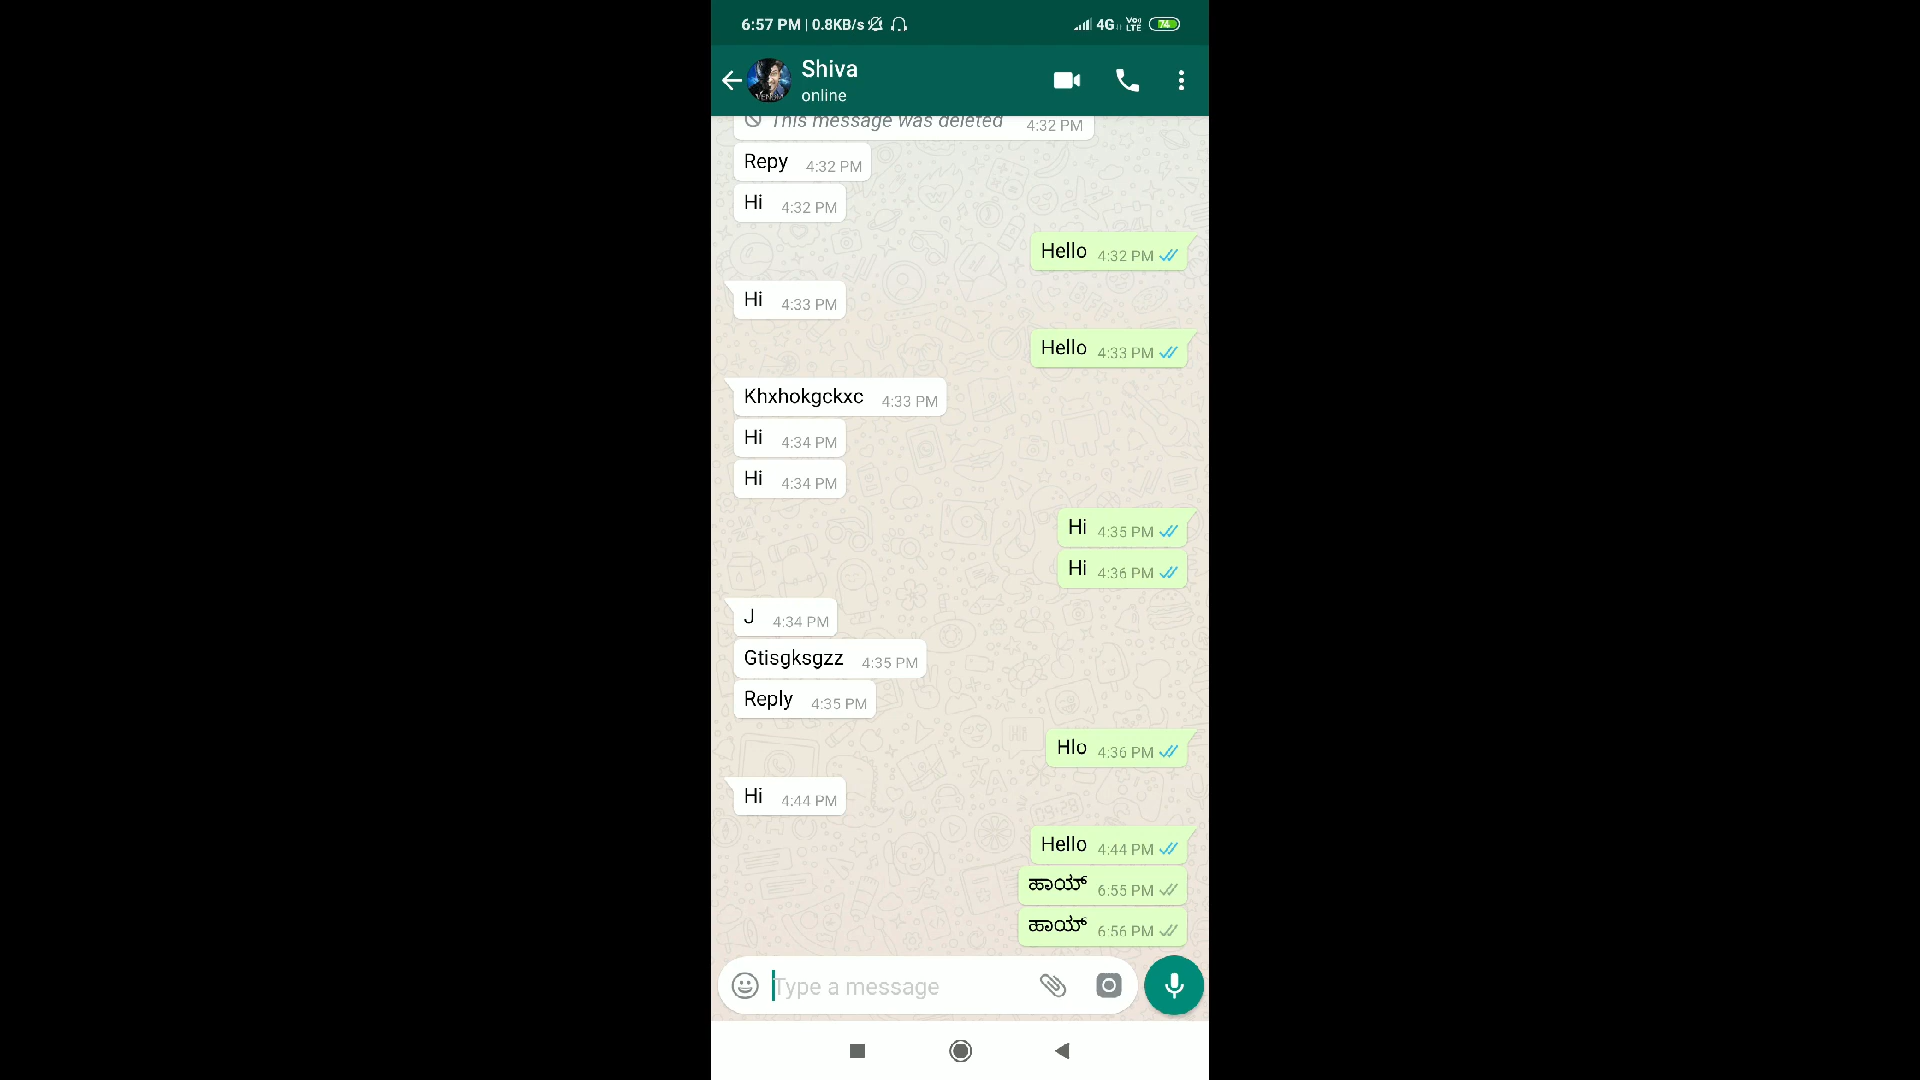 6:57 PM | 0.8KB/s
4G
Vo)
LTE
74
Shiva
online
VENOM
This message was deleted 4:32 PM
Repy 4:32 PM
Hi 4:32 PM
Hello 4:32 PM
Hi 4:33 PM
Hello 4:33 PM
Khxhokgckxc 4:33 PM
Hi 4:34 PM
Hi 4:34 PM
Hi 4:35 PM
Hi 4:36 PM
J 4:34 PM
Gtisgksgzz 4:35 PM
Reply 4:35 PM
Hlo 4:36 PM
Hi 4:44 PM
Hello 4:44 PM
ಹಾಯ್ 6:55 PM
ಹಾಯ್ 6:56 PM
Type a message